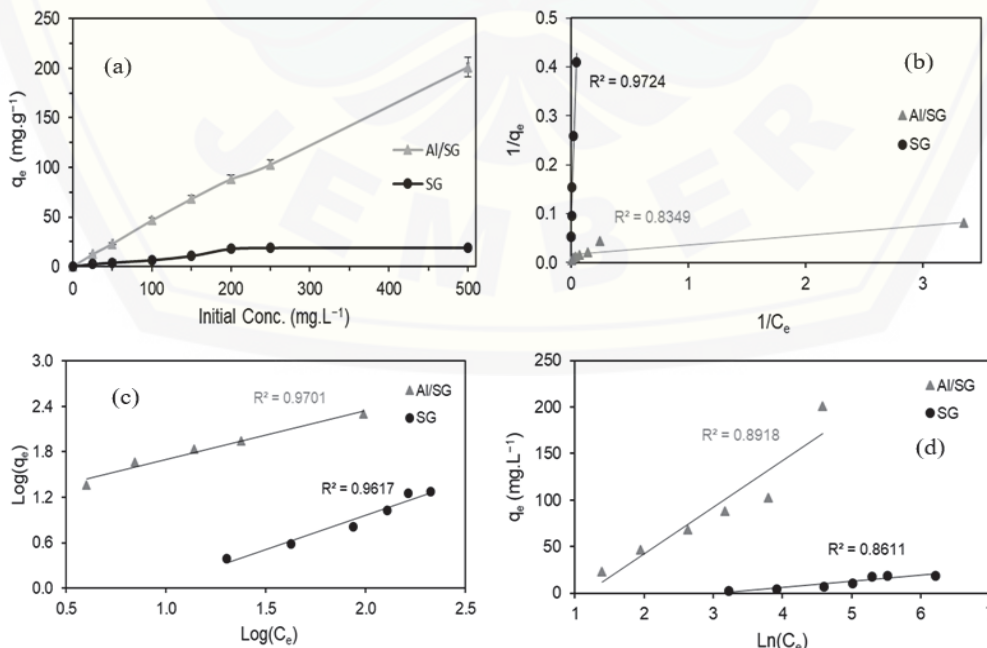 (a)
qₑ (mg.g⁻¹)
250
200
150
100
50
0
0 100 200 300 400 500
Initial Conc. (mg.L⁻¹)
Al/SG
SG
(b)
1/qₑ
0.5
0.4
0.3
0.2
0.1
0.0
0 1 2 3
1/Cₑ
R² = 0.9724
R² = 0.8349
Al/SG
SG
JEMBER
(c)
Log(qₑ)
3.0
2.4
1.8
1.2
0.6
0.0
0.5 1.0 1.5 2.0 2.5
Log(Cₑ)
R² = 0.9701
R² = 0.9617
Al/SG
SG
(d)
qₑ (mg.L⁻¹)
250
200
150
100
50
0
1 2 3 4 5 6 7
Ln(Cₑ)
R² = 0.8918
R² = 0.8611
Al/SG
SG